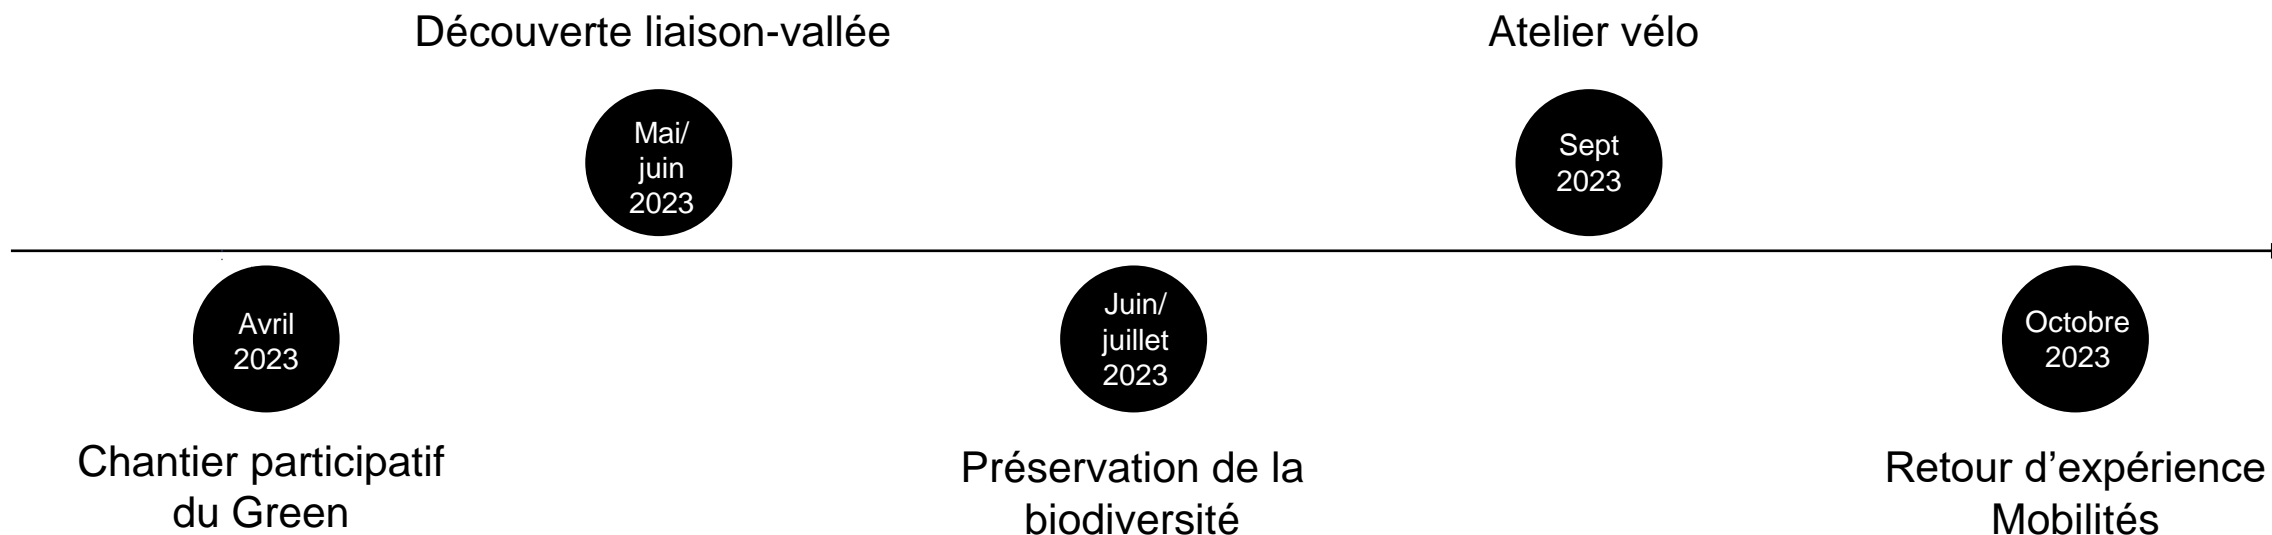 Découverte liaison-vallée
Atelier vélo
Mai/
juin
2023
Sept
2023
Avril
2023
Juin/
juillet
2023
Octobre
2023
Chantier participatif
du Green
Préservation de la
biodiversité
Retour d’expérience
Mobilités